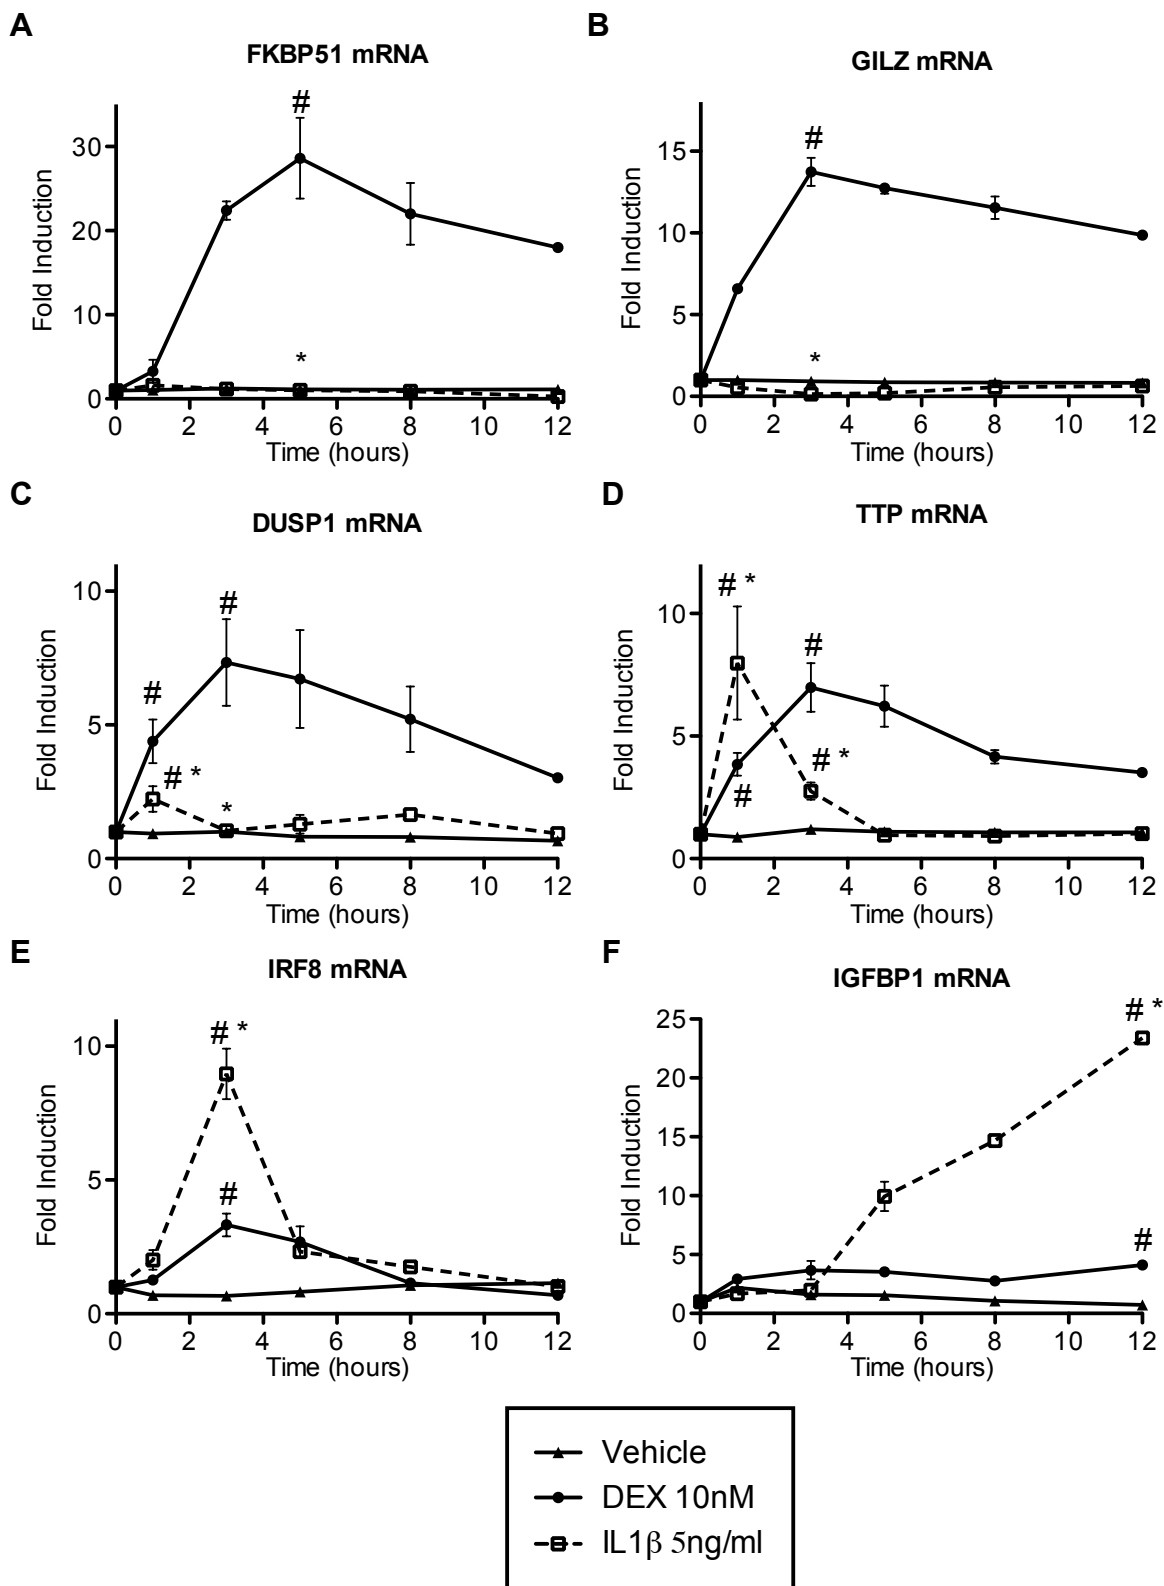 A
FKBP51 mRNA
Fold Induction
30
20
10
0
#
*
0 2 4 6 8 10 12
Time (hours)
B
GILZ mRNA
Fold Induction
15
10
5
0
#
*
0 2 4 6 8 10 12
Time (hours)
C
DUSP1 mRNA
Fold Induction
10
5
0
#
#
# *
*
0 2 4 6 8 10 12
Time (hours)
D
TTP mRNA
Fold Induction
10
5
0
# *
#
# *
#
0 2 4 6 8 10 12
Time (hours)
E
IRF8 mRNA
Fold Induction
10
5
0
# *
#
0 2 4 6 8 10 12
Time (hours)
F
IGFBP1 mRNA
Fold Induction
25
20
15
10
5
0
# *
#
0 2 4 6 8 10 12
Time (hours)
Vehicle
DEX 10nM
IL1β 5ng/ml